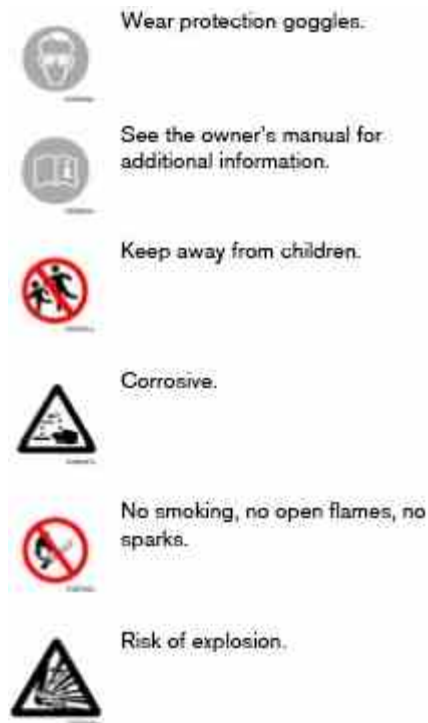 Wear protection goggles.
See the owner's manual for
additional information.
Keep away from children.
Corrosive.
No smoking, no open flames, no
sparks.
Risk of explosion.